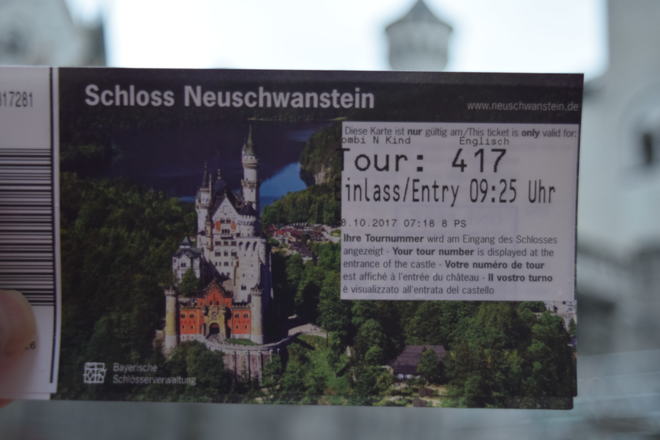 17281
Schloss Neuschwanstein
www.neuschwanstein.de
Diese Karte ist nur gültig am/This ticket is only valid for:
ombi N Kind Englisch
Tour: 417
inlass/Entry 09:25 Uhr
8.10.2017 07:18 8 PS
Ihre Tournummer wird am Eingang des Schlosses
angezeigt - Your tour number is displayed at the
entrance of the castle - Votre numéro de tour
est affiché à l'entrée du château - Il vostro turno
è visualizzato all'entrata del castello
Bayerische
Schlösserverwaltung